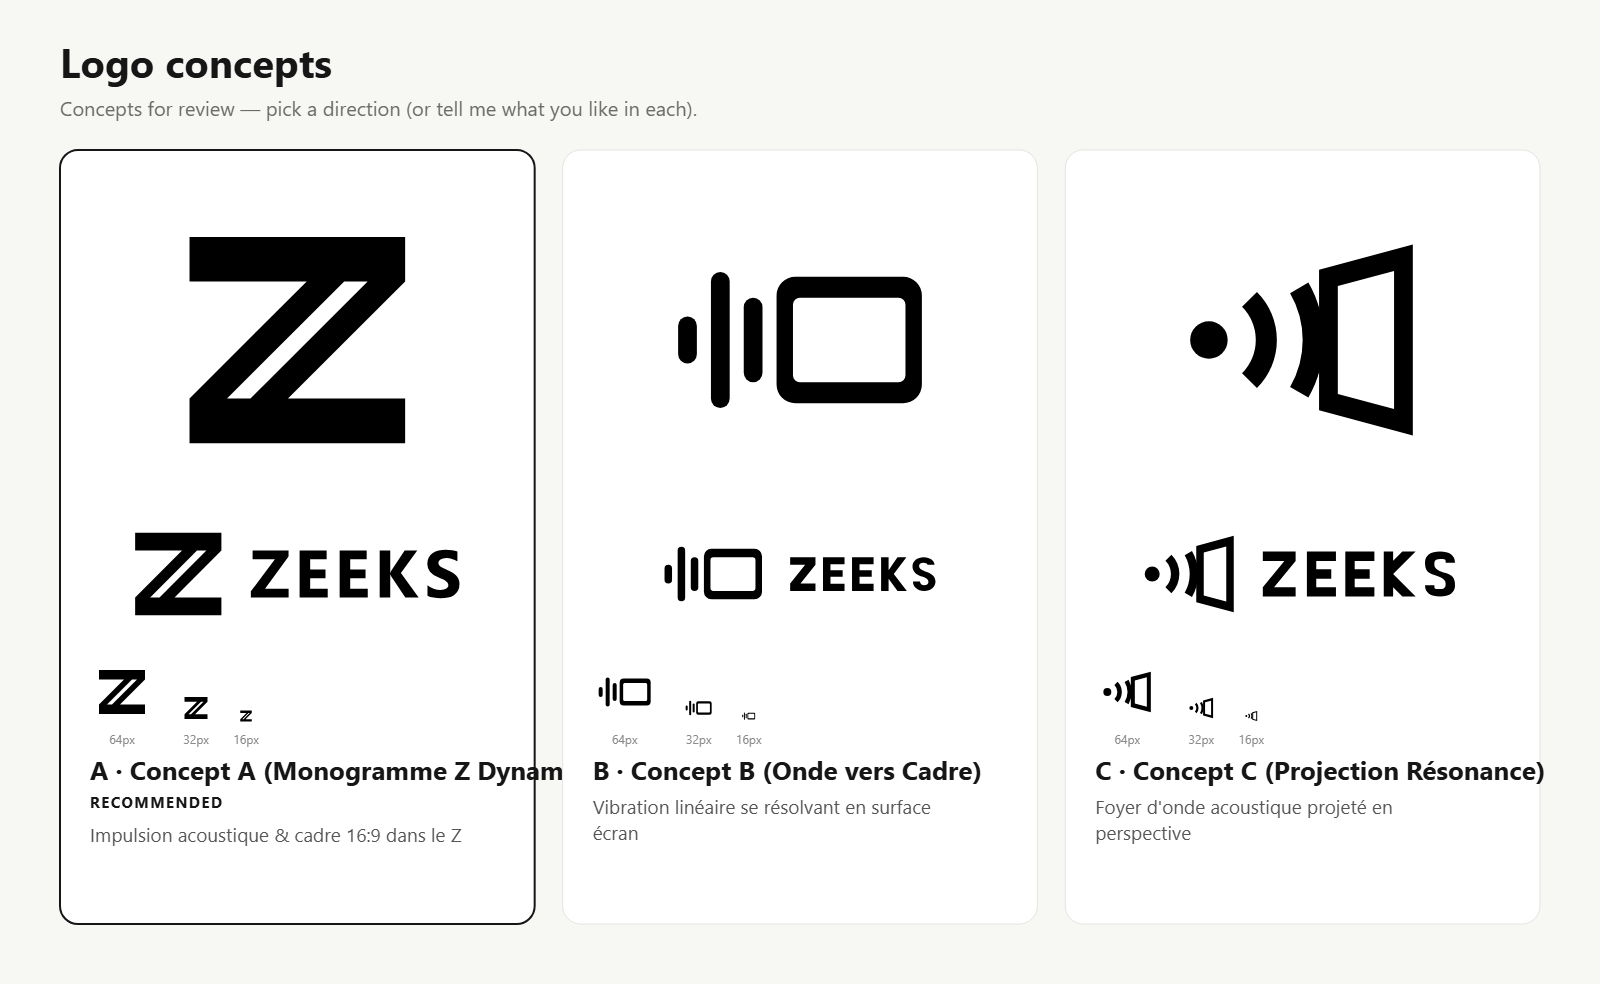 Logo concepts
Concepts for review — pick a direction (or tell me what you like in each).
ZEEKS
64px 32px 16px
A · Concept A (Monogramme Z Dynam
RECOMMENDED
Impulsion acoustique & cadre 16:9 dans le Z
ZEEKS
64px 32px 16px
B · Concept B (Onde vers Cadre)
Vibration linéaire se résolvant en surface
écran
ZEEKS
64px 32px 16px
C · Concept C (Projection Résonance)
Foyer d'onde acoustique projeté en
perspective